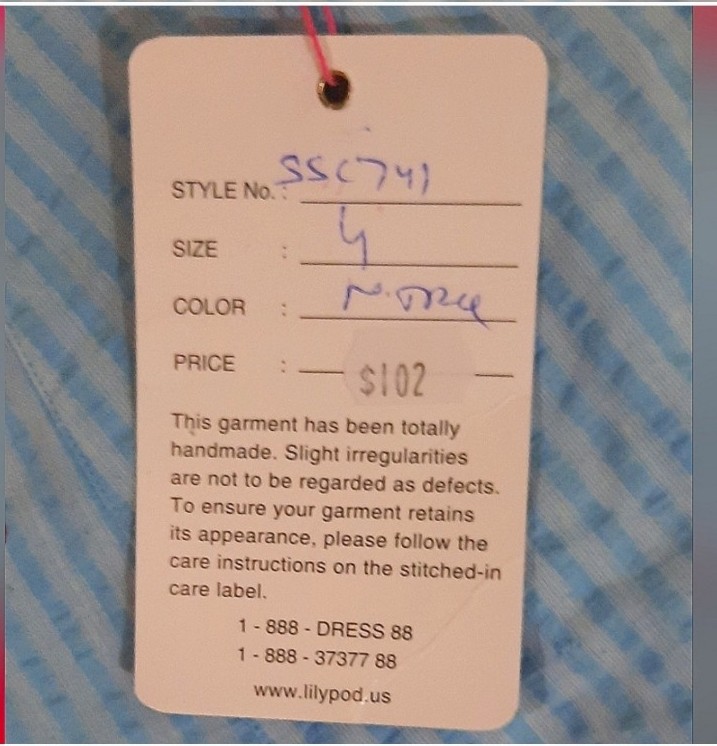 STYLE No. : SSC741
SIZE : 4
COLOR :
PRICE : $102
This garment has been totally
handmade. Slight irregularities
are not to be regarded as defects.
To ensure your garment retains
its appearance, please follow the
care instructions on the stitched-in
care label.
1 - 888 - DRESS 88
1 - 888 - 37377 88
www.lilypod.us